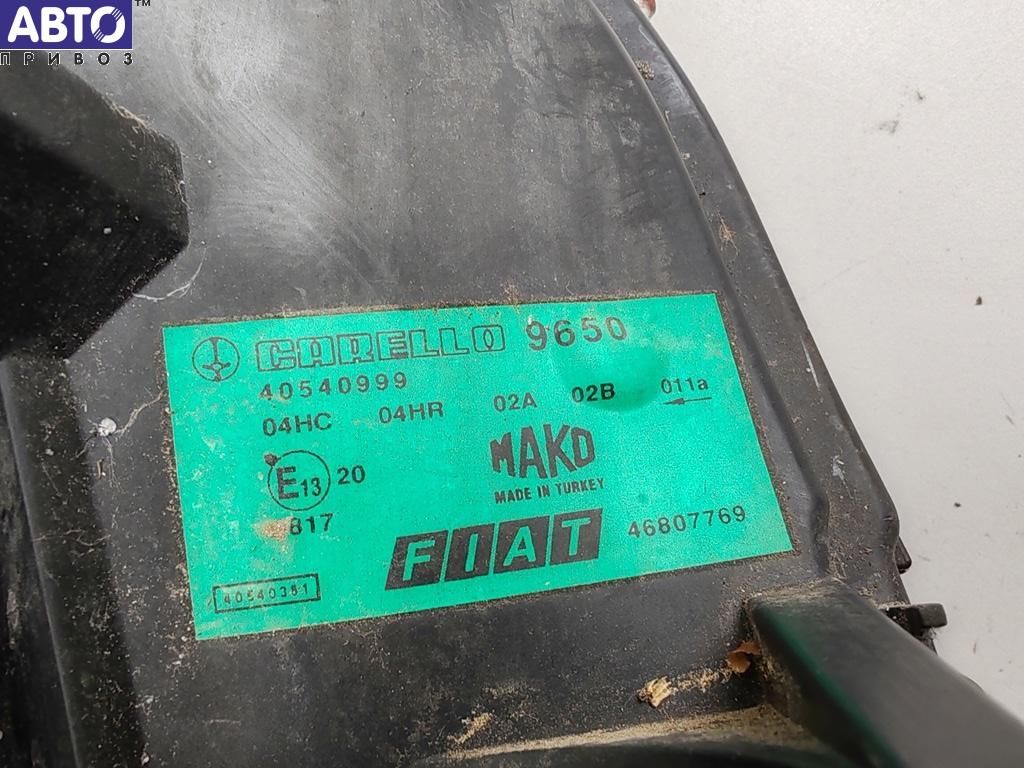 АВТО™
ПРИВОЗ
CARELLO 9650
40540999
04HC 04HR 02A 02B 011a
E13 20
MAKO
MADE IN TURKEY
817
FIAT 46807769
40540381